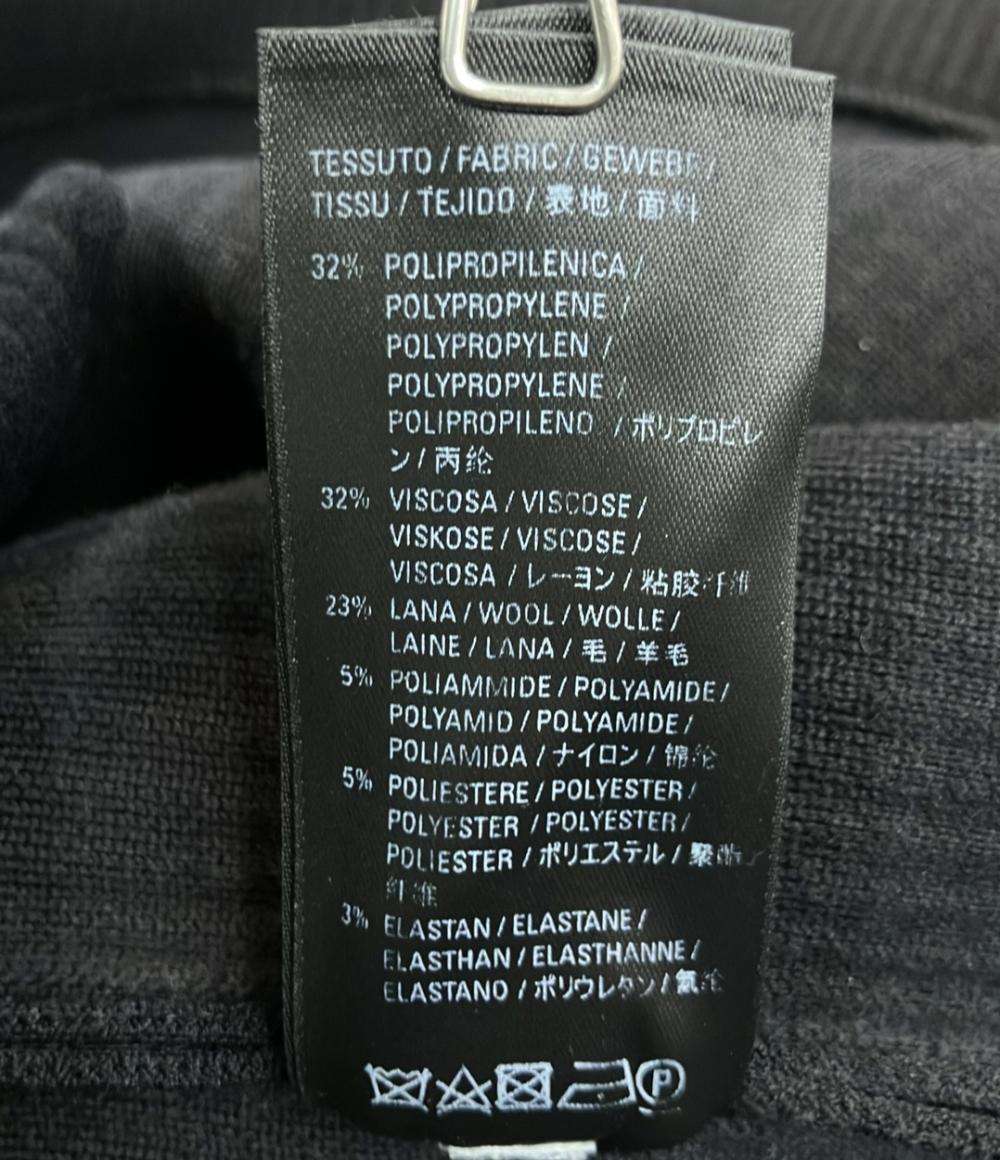 TESSUTO / FABRIC / GEWEBE /
TISSU / TEJIDO / 表地 / 面料
32% POLIPROPILENICA /
POLYPROPYLENE /
POLYPROPYLEN /
POLYPROPYLENE /
POLIPROPILENO / ポリプロピレ
ン / 丙纶
32% VISCOSA / VISCOSE /
VISKOSE / VISCOSE /
VISCOSA / レーヨン / 粘胶纤维
23% LANA / WOOL / WOLLE /
LAINE / LANA / 毛 / 羊毛
5% POLIAMMIDE / POLYAMIDE /
POLYAMID / POLYAMIDE /
POLIAMIDA / ナイロン / 锦纶
5% POLIESTERE / POLYESTER /
POLYESTER / POLYESTER /
POLIESTER / ポリエステル / 聚酯
纤维
3% ELASTAN / ELASTANE /
ELASTHAN / ELASTHANNE /
ELASTANO / ポリウレタン / 氨纶
P